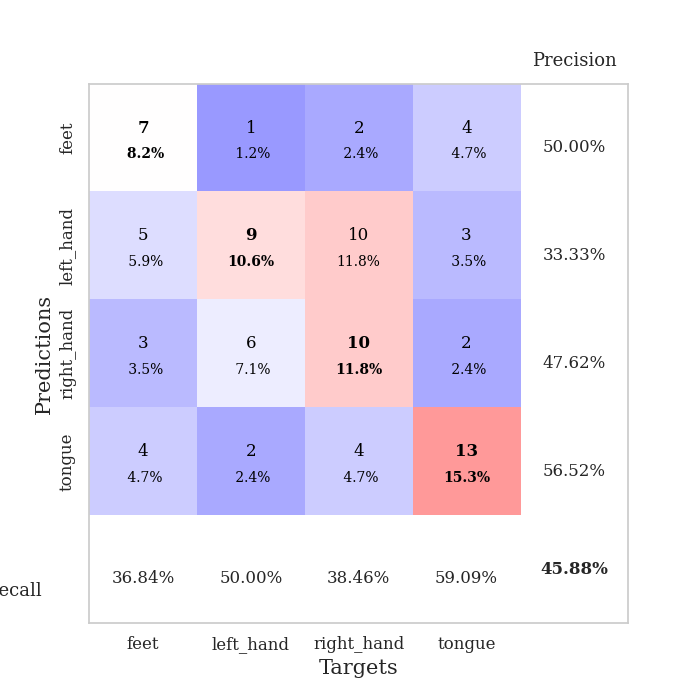 Precision
feet
7 1 2 4
8.2% 1.2% 2.4% 4.7%
50.00%
left_hand
5 9 10 3
5.9% 10.6% 11.8% 3.5%
33.33%
Predictions
right_hand
3 6 10 2
3.5% 7.1% 11.8% 2.4%
47.62%
tongue
4 2 4 13
4.7% 2.4% 4.7% 15.3%
56.52%
ecall
36.84% 50.00% 38.46% 59.09% 45.88%
feet left_hand right_hand tongue
Targets